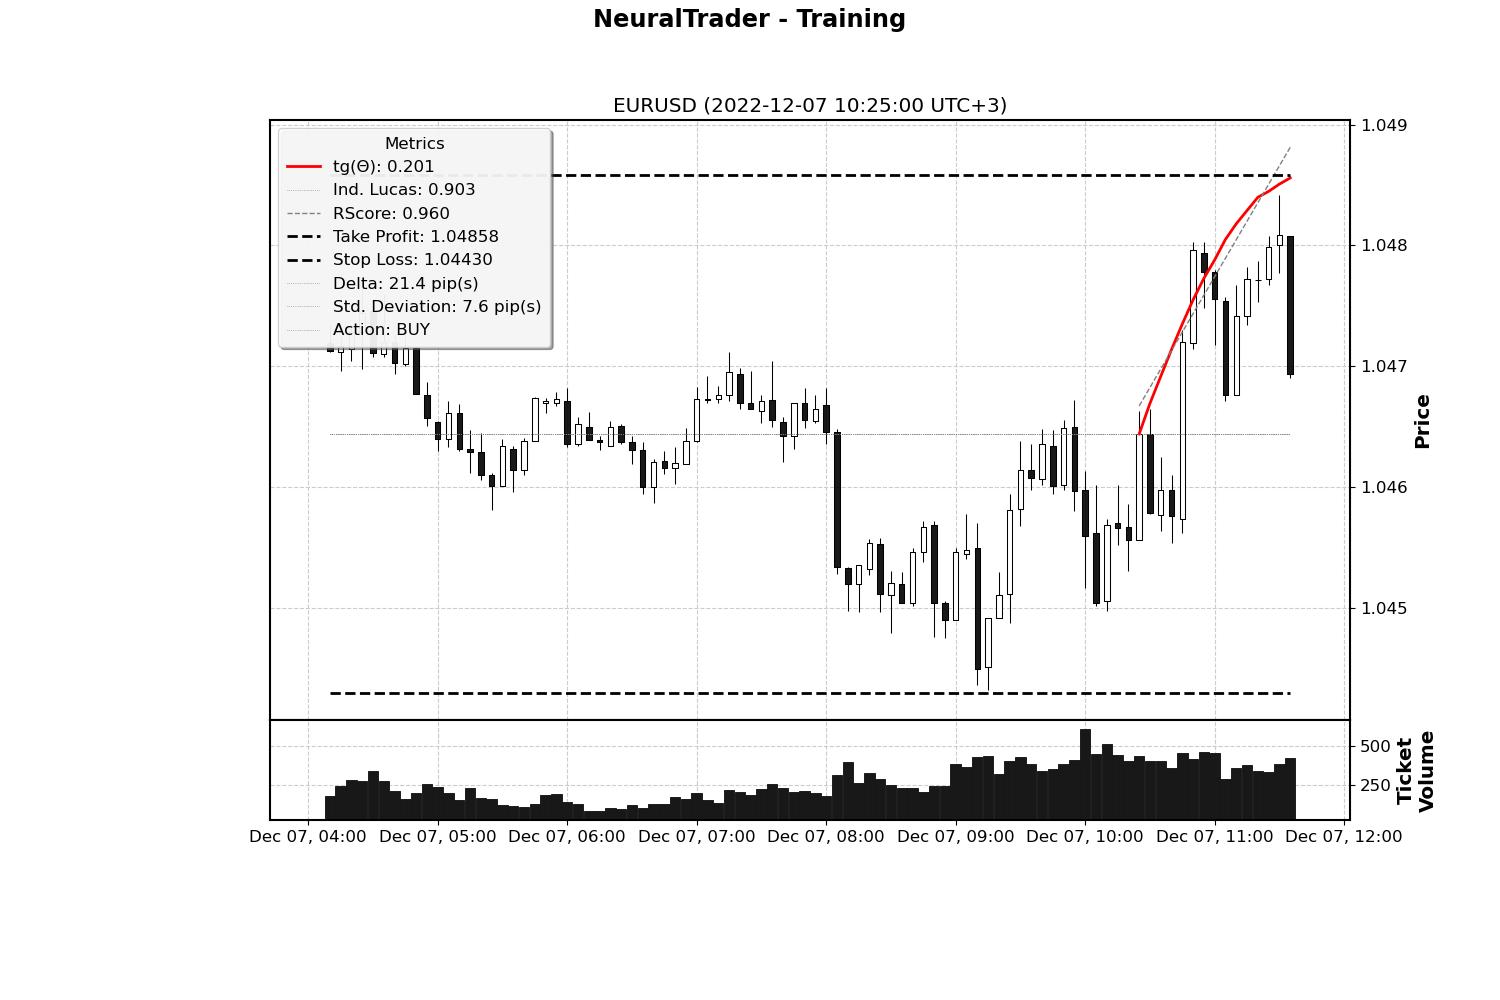 NeuralTrader - Training
EURUSD (2022-12-07 10:25:00 UTC+3)
Metrics
tg(Θ): 0.201
Ind. Lucas: 0.903
RScore: 0.960
Take Profit: 1.04858
Stop Loss: 1.04430
Delta: 21.4 pip(s)
Std. Deviation: 7.6 pip(s)
Action: BUY
1.049
1.048
1.047
1.046
1.045
Price
500
250
Ticket
Volume
Dec 07, 04:00 Dec 07, 05:00 Dec 07, 06:00 Dec 07, 07:00 Dec 07, 08:00 Dec 07, 09:00 Dec 07, 10:00 Dec 07, 11:00 Dec 07, 12:00